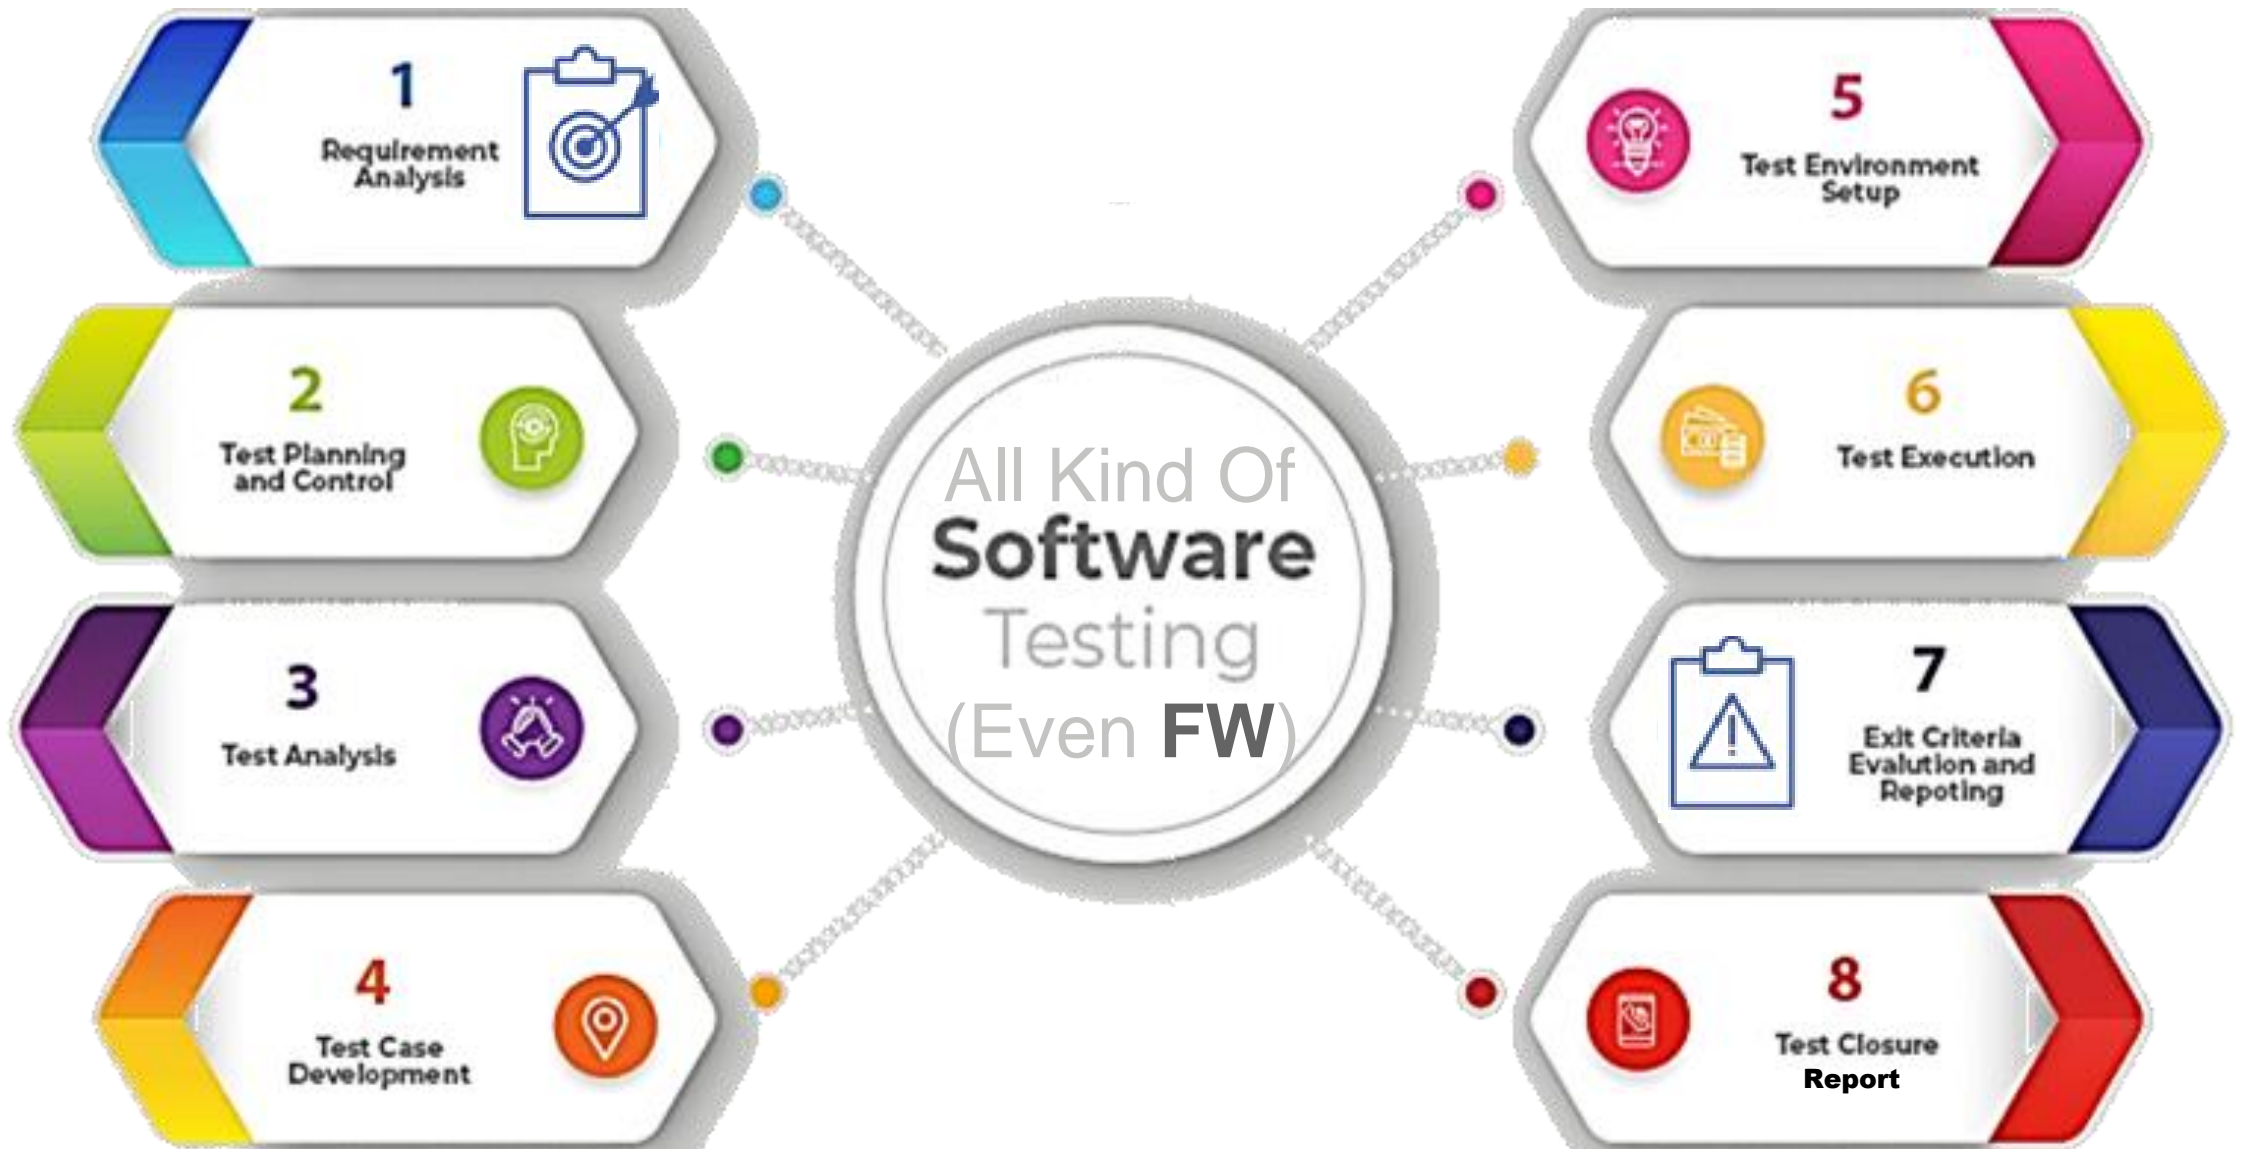 1
Requirement
Analysis
2
Test Planning
and Control
3
Test Analysis
4
Test Case
Development
All Kind Of
Software
Testing
(Even FW)
5
Test Environment
Setup
6
Test Execution
7
Exit Criteria
Evalution and
Repoting
8
Test Closure
Report